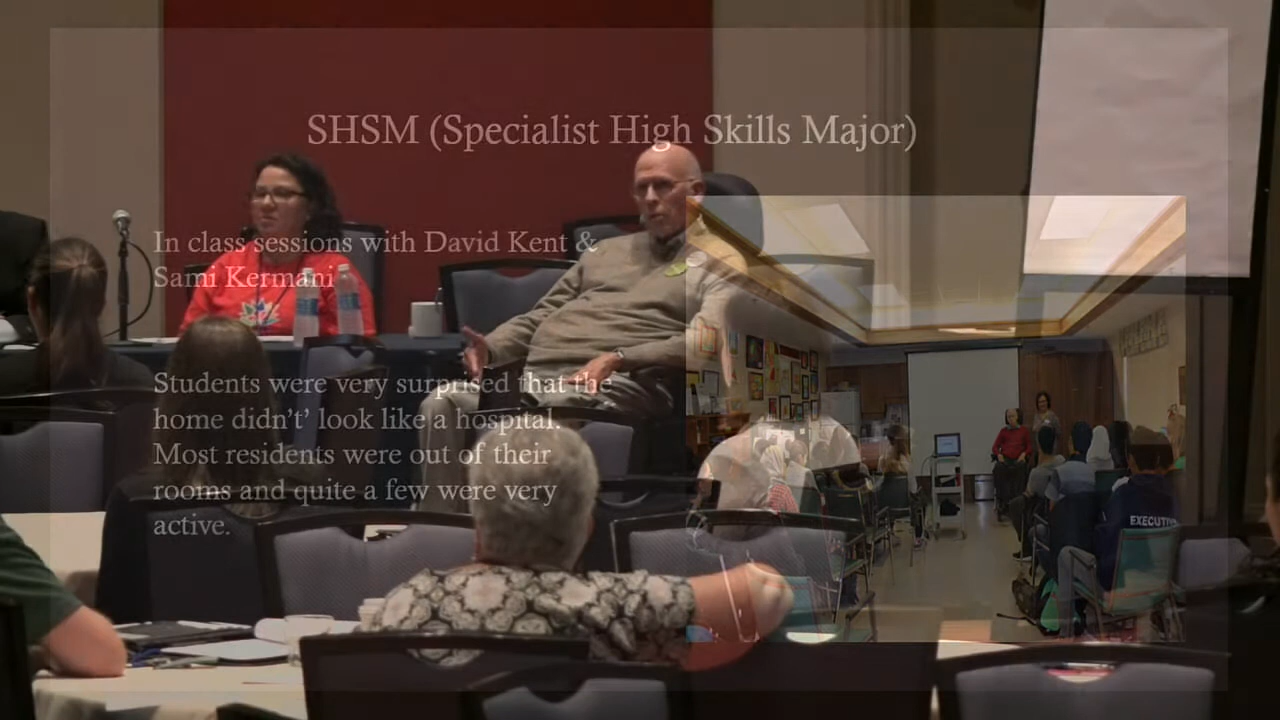 SHSM (Specialist High Skills Major)
In class sessions with David Kent &
Sami Kermani
Students were very surprised that the
home didn’t’ look like a hospital.
Most residents were out of their
rooms and quite a few were very
active.
EXECUTIVE